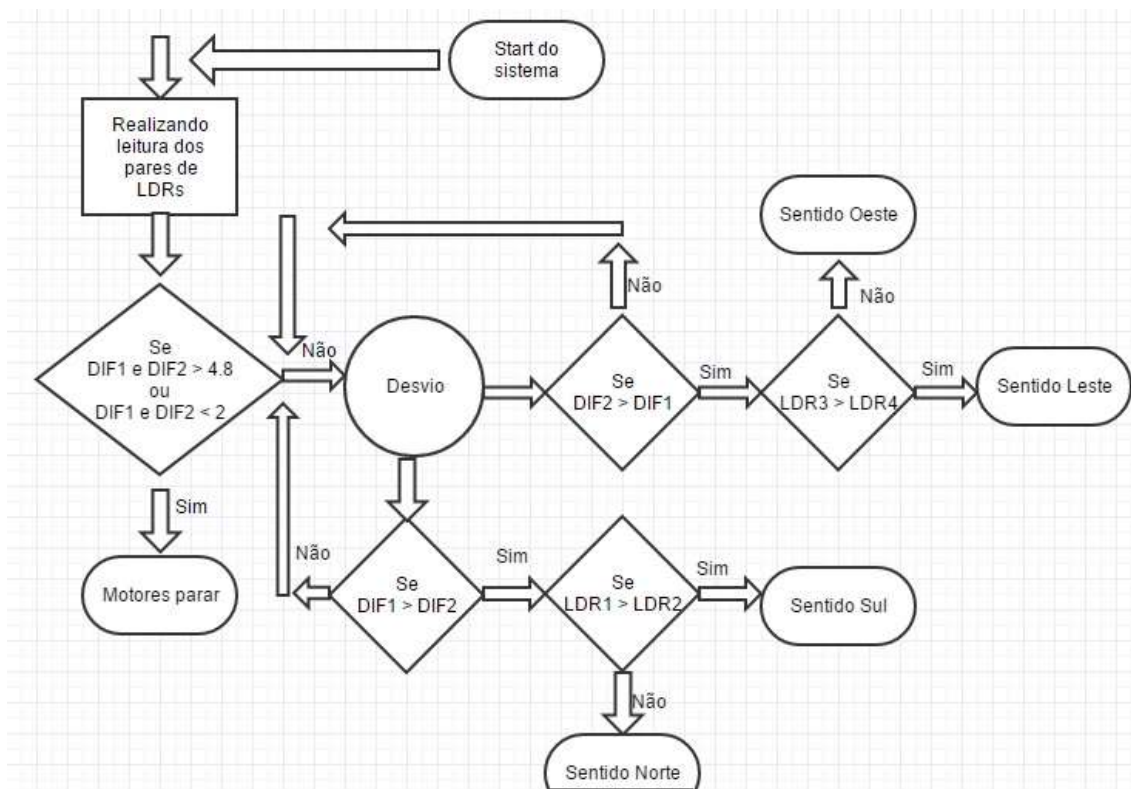 Start do
sistema
Realizando
leitura dos
pares de
LDRs
Sentido Oeste
Não
Não
Se
DIF1 e DIF2 > 4.8
ou
DIF1 e DIF2 < 2
Não
Desvio
Se
DIF2 > DIF1
Sim
Se
LDR3 > LDR4
Sim
Sentido Leste
Sim
Motores parar
Não
Se
DIF1 > DIF2
Sim
Se
LDR1 > LDR2
Sim
Sentido Sul
Não
Sentido Norte